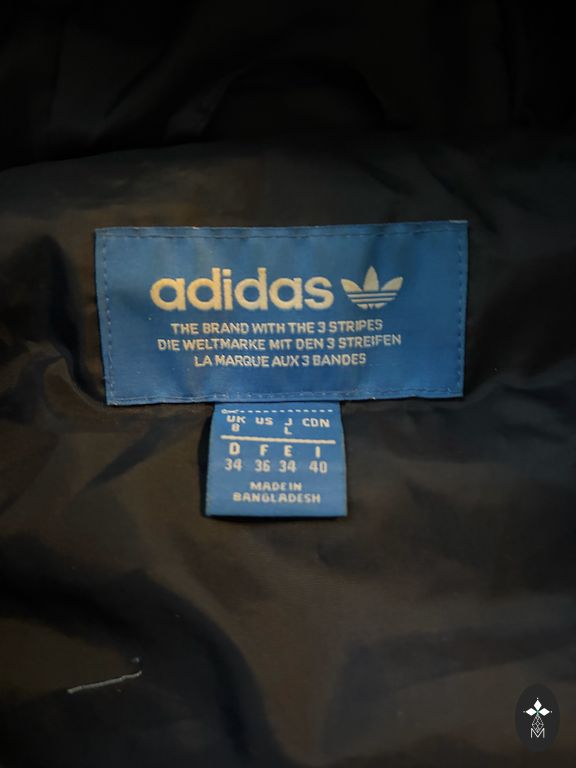 adidas
THE BRAND WITH THE 3 STRIPES
DIE WELTMARKE MIT DEN 3 STREIFEN
LA MARQUE AUX 3 BANDES
UK US J CDN
8 L
D F E I
34 36 34 40
MADE IN
BANGLADESH
M